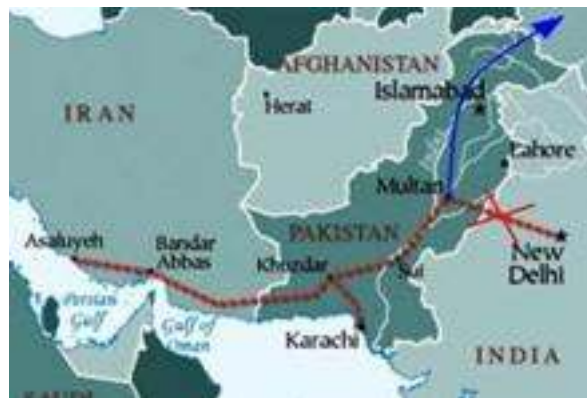 AFGHANISTAN
Islamabad
Herat
IRAN
Lahore
Multan
PAKISTAN
New
Delhi
Asaluyeh
Bandar
Abbas
Khuzdar
Sui
Persian
Gulf
Gulf of
Oman
Karachi
INDIA
SAUDI